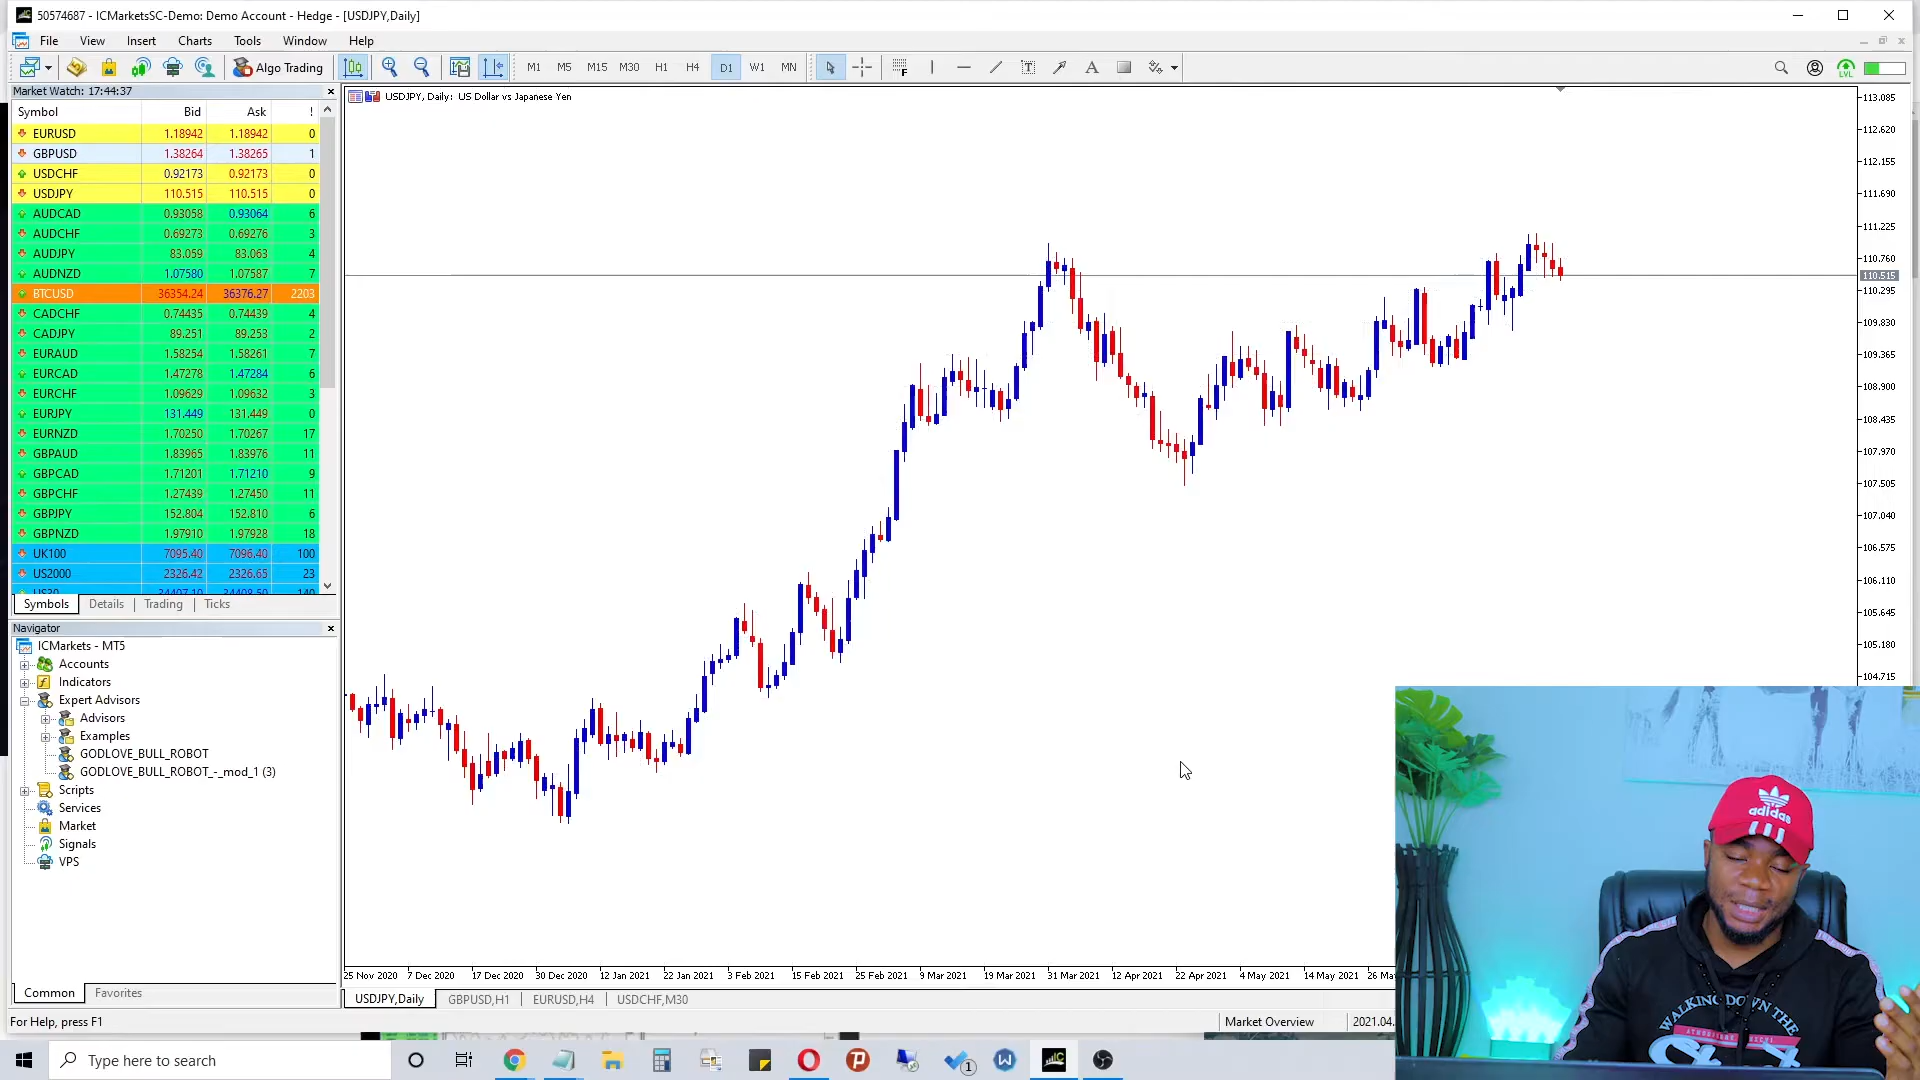 50574687 - ICMarketsSC-Demo: Demo Account - Hedge - [USDJPY,Daily]
File View Insert Charts Tools Window Help
Algo Trading M1 M5 M15 M30 H1 H4 D1 W1 MN
Market Watch: 17:44:37
Symbol Bid Ask !
EURUSD 1.18942 1.18942 0
GBPUSD 1.38264 1.38265 1
USDCHF 0.92173 0.92173 0
USDJPY 110.515 110.515 0
AUDCAD 0.93058 0.93064 6
AUDCHF 0.69273 0.69276 3
AUDJPY 83.059 83.063 4
AUDNZD 1.07580 1.07587 7
BTCUSD 36354.24 36376.27 2203
CADCHF 0.74435 0.74439 4
CADJPY 89.251 89.253 2
EURAUD 1.58254 1.58261 7
EURCAD 1.47278 1.47284 6
EURCHF 1.09629 1.09632 3
EURJPY 131.449 131.449 0
EURNZD 1.70250 1.70267 17
GBPAUD 1.83965 1.83976 11
GBPCAD 1.71201 1.71210 9
GBPCHF 1.27439 1.27450 11
GBPJPY 152.804 152.810 6
GBPNZD 1.97910 1.97928 18
UK100 7095.40 7096.40 100
US2000 2326.42 2326.65 23
Symbols Details Trading Ticks
Navigator
ICMarkets - MT5
Accounts
Indicators
Expert Advisors
Advisors
Examples
GODLOVE_BULL_ROBOT
GODLOVE_BULL_ROBOT_-_mod_1 (3)
Scripts
Services
Market
Signals
VPS
Common Favorites
For Help, press F1
USDJPY, Daily: US Dollar vs Japanese Yen
113.085
112.620
112.155
111.690
111.225
110.760
110.515
110.295
109.830
109.365
108.900
108.435
107.970
107.505
107.040
106.575
106.110
105.645
105.180
104.715
25 Nov 2020 7 Dec 2020 17 Dec 2020 30 Dec 2020 12 Jan 2021 22 Jan 2021 3 Feb 2021 15 Feb 2021 25 Feb 2021 9 Mar 2021 19 Mar 2021 31 Mar 2021 12 Apr 2021 22 Apr 2021 4 May 2021 14 May 2021 26 May
USDJPY,Daily GBPUSD,H1 EURUSD,H4 USDCHF,M30
Market Overview 2021.04.
adidas
WALKING DOWN THE
LVL
Type here to search
1